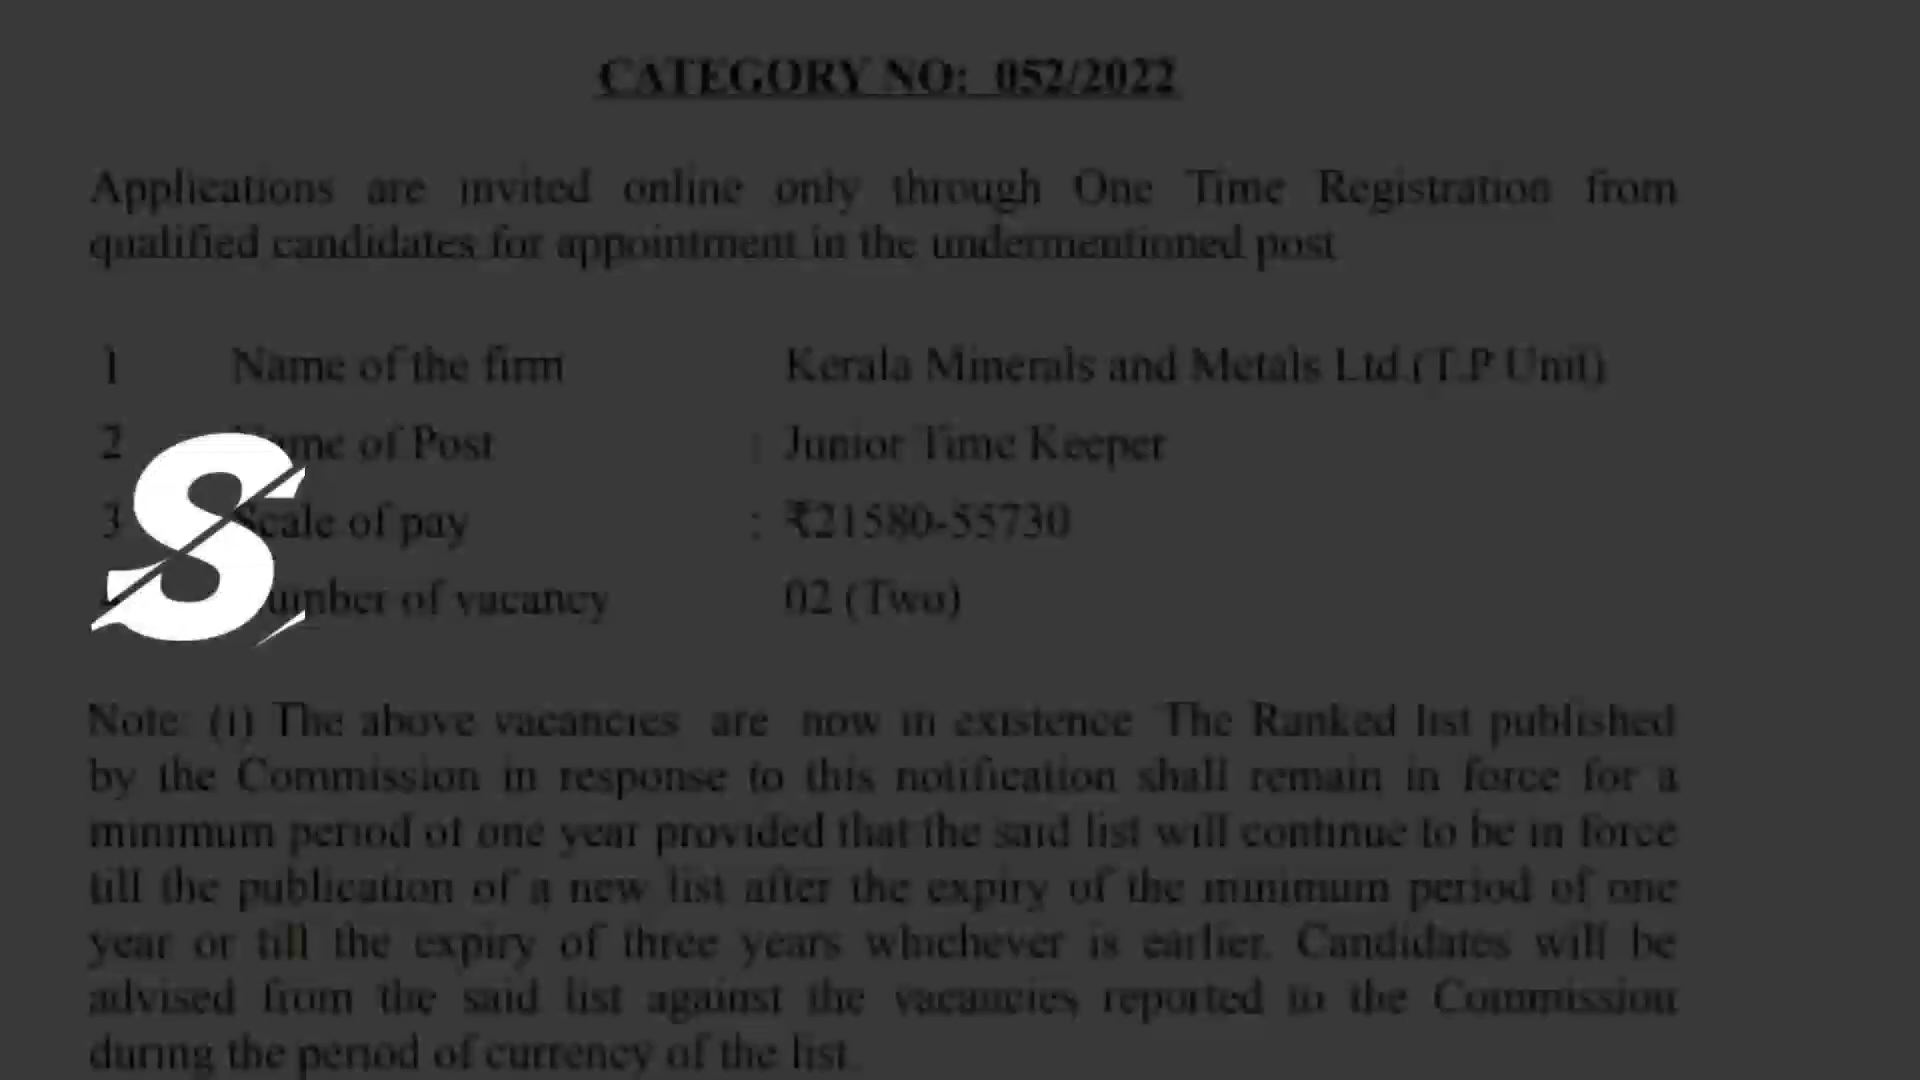 CATEGORY NO: 052/2022
Applications are invited online only through One Time Registration from
qualified candidates for appointment in the undermentioned post
1 Name of the firm Kerala Minerals and Metals Ltd.(T.P Unit)
2 Name of Post : Junior Time Keeper
3 Scale of pay : ₹21580-55730
4 Number of vacancy 02 (Two)
S
Note: (i) The above vacancies are now in existence The Ranked list published
by the Commission in response to this notification shall remain in force for a
minimum period of one year provided that the said list will continue to be in force
till the publication of a new list after the expiry of the minimum period of one
year or till the expiry of three years whichever is earlier. Candidates will be
advised from the said list against the vacancies reported to the Commission
during the period of currency of the list.